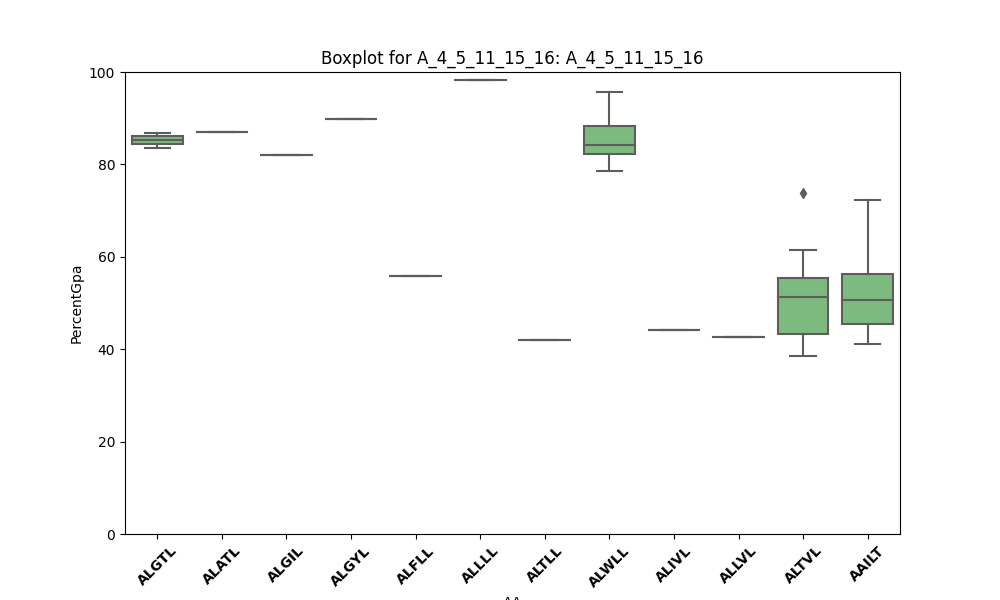 Boxplot for A_4_5_11_15_16: A_4_5_11_15_16
100
80
60
40
20
0
PercentGpa
ALGTL
ALATL
ALGIL
ALGYL
ALFLL
ALLLL
ALTLL
ALWLL
ALIVL
ALLVL
ALTVL
AAILT
AA